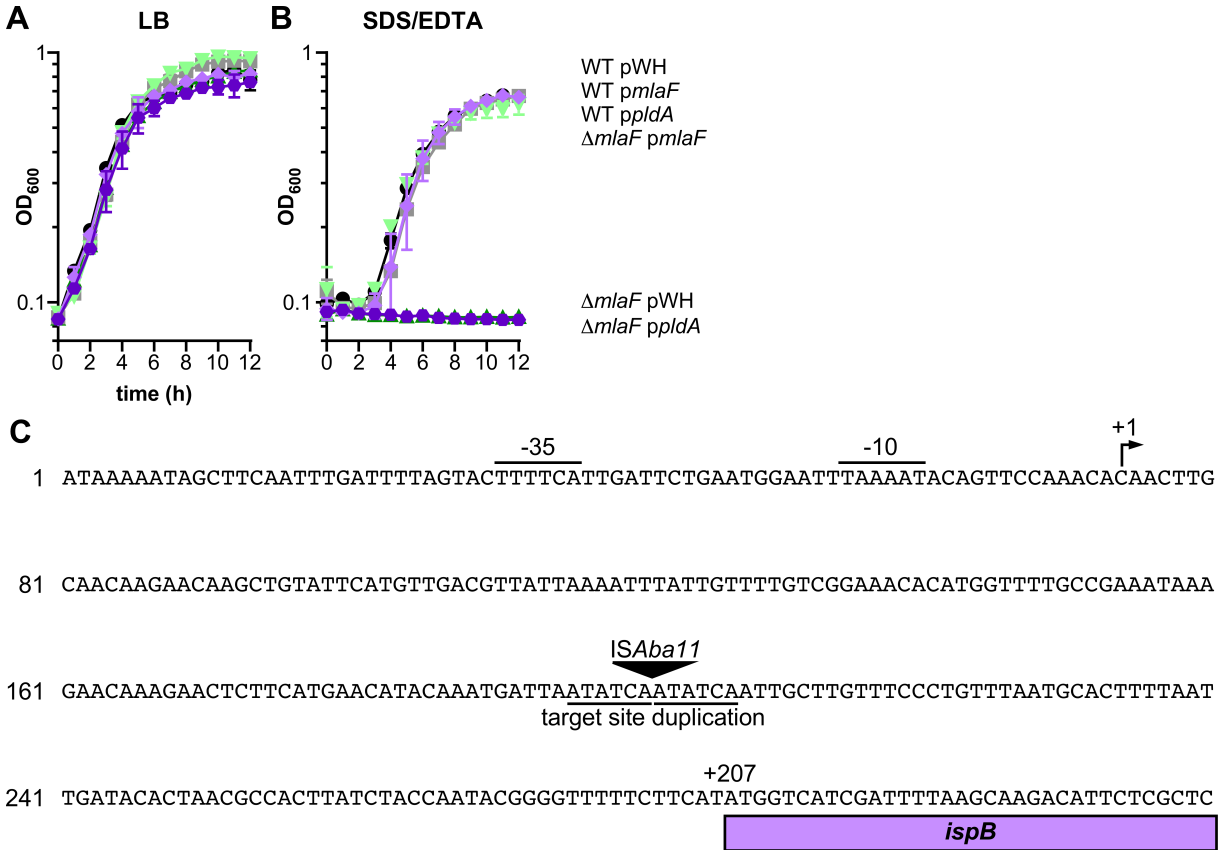 A
LB
B
SDS/EDTA
1
0.1
OD600
0 2 4 6 8 10 12
time (h)
1
0.1
OD600
0 2 4 6 8 10 12
WT pWH
WT pmlaF
WT ppldA
ΔmlaF pmlaF
ΔmlaF pWH
ΔmlaF ppldA
C
-35 -10 +1
1 ATAAAAATAGCTTCAATTTGATTTTAGTACTTTTCATTGATTCTGAATGGAATTTAAAATACAGTTCCAAACACAACTTG
81 CAACAAGAACAAGCTGTATTCATGTTGACGTTATTAAAATTTATTGTTTTGTCGGAAACACATGGTTTTGCCGAAATAAA
ISAba11
161 GAACAAAGAACTCTTCATGAACATACAAATGATTAATATCAATATCAATTGCTTGTTTCCCTGTTTAATGCACTTTTAAT
target site duplication
+207
241 TGATACACTAACGCCACTTATCTACCAATACGGGGTTTTTCTTCATATGGTCATCGATTTTAAGCAAGACATTCTCGCTC
ispB